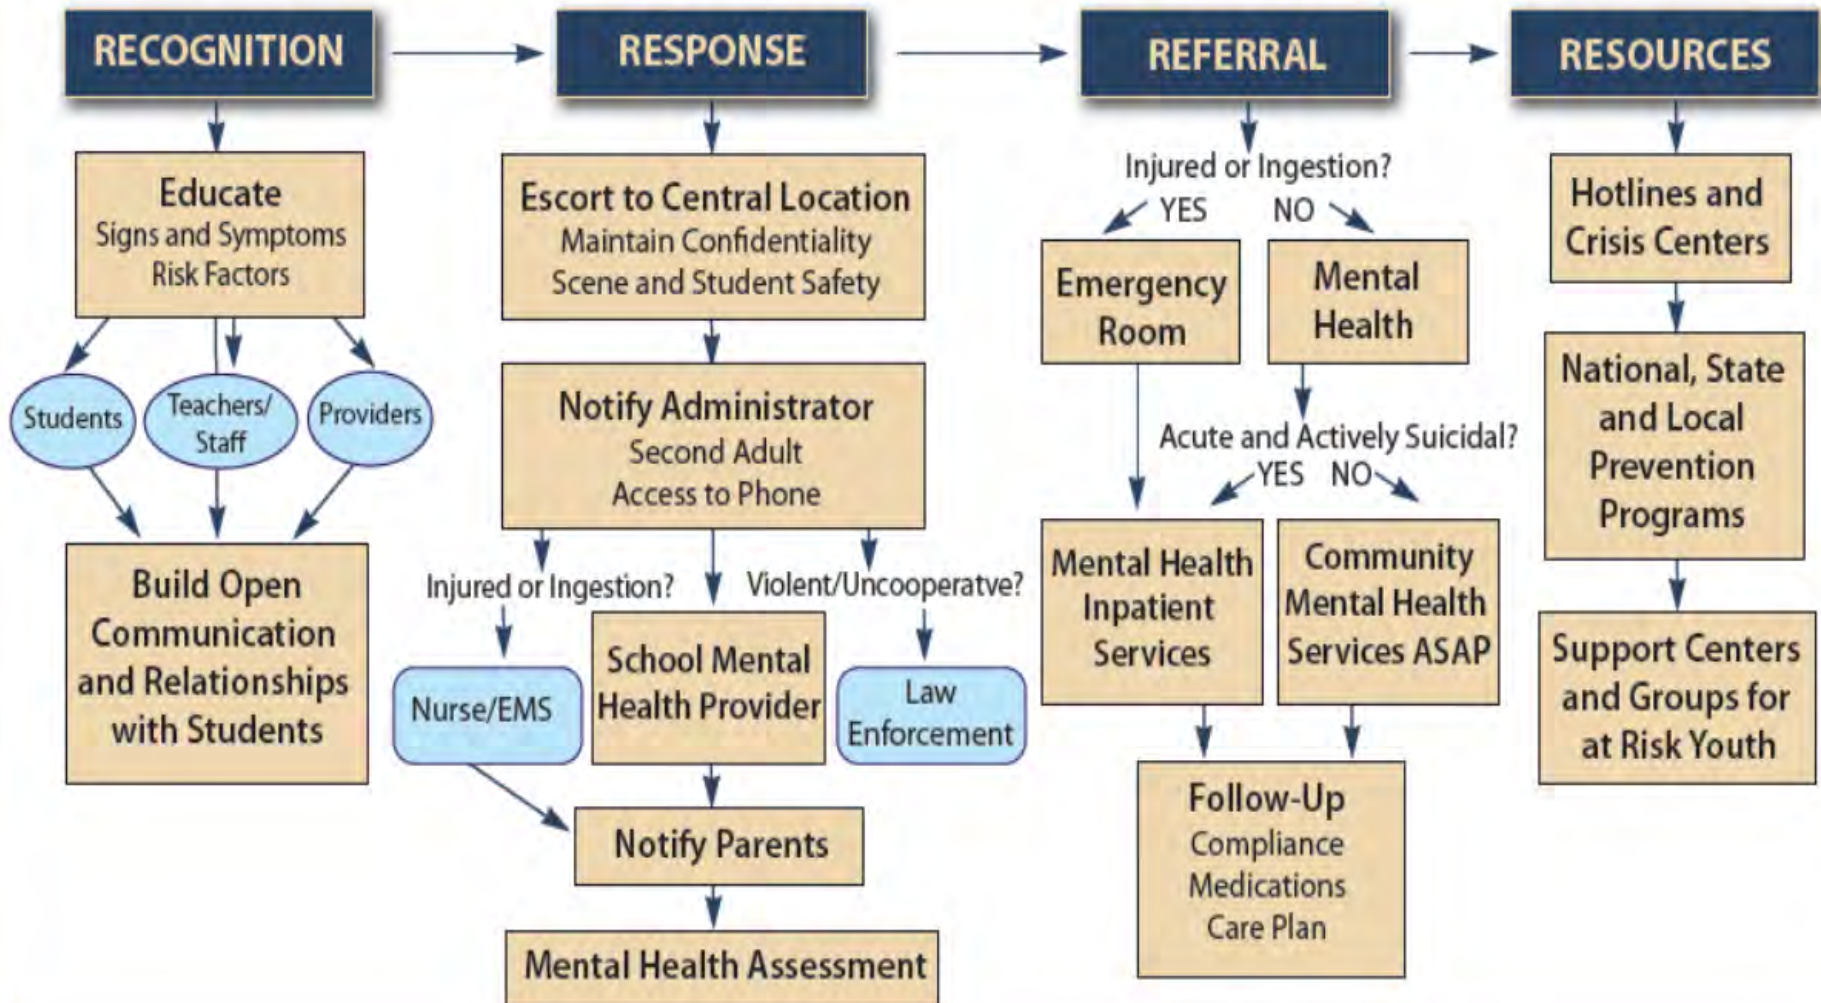 RECOGNITION
RESPONSE
REFERRAL
RESOURCES
Educate
Signs and Symptoms
Risk Factors
Students
Teachers/
Staff
Providers
Build Open
Communication
and Relationships
with Students
Escort to Central Location
Maintain Confidentiality
Scene and Student Safety
Notify Administrator
Second Adult
Access to Phone
Injured or Ingestion?
Violent/Uncooperatve?
Nurse/EMS
School Mental
Health Provider
Law
Enforcement
Notify Parents
Mental Health Assessment
Injured or Ingestion?
YES
NO
Emergency
Room
Mental
Health
Acute and Actively Suicidal?
YES
NO
Mental Health
Inpatient
Services
Community
Mental Health
Services ASAP
Follow-Up
Compliance
Medications
Care Plan
Hotlines and
Crisis Centers
National, State
and Local
Prevention
Programs
Support Centers
and Groups for
at Risk Youth